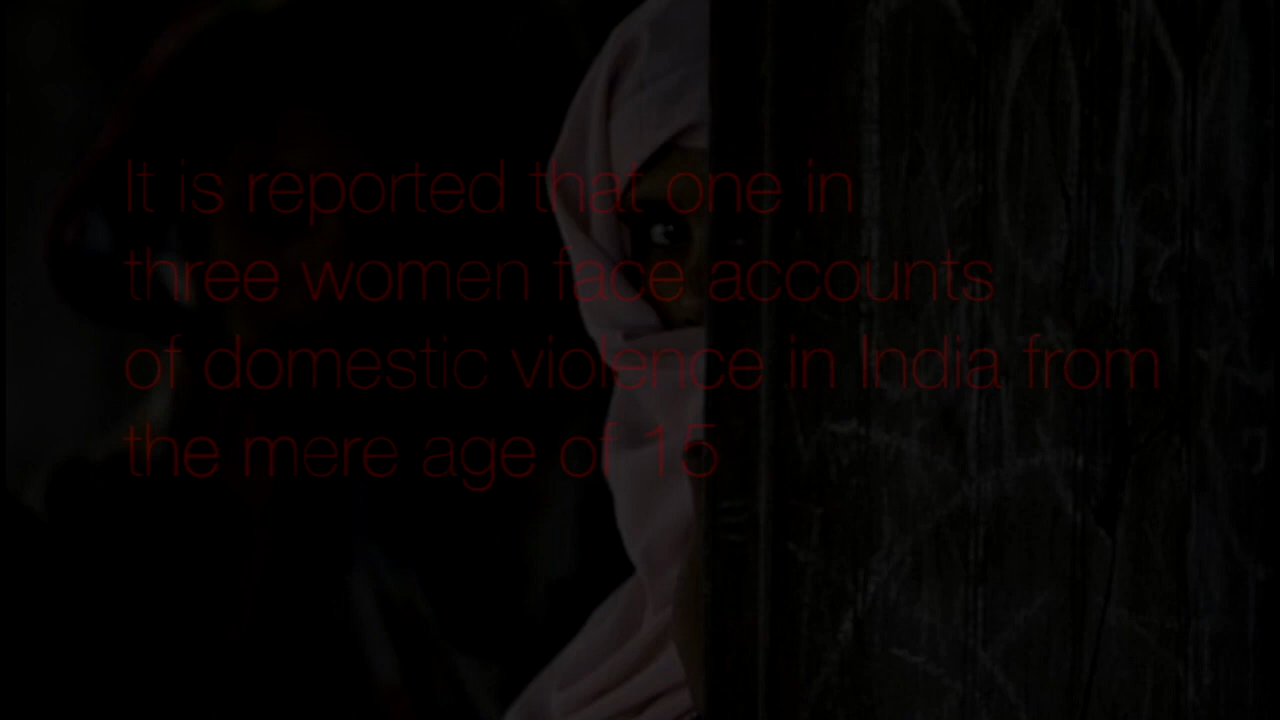 It is reported that one in
three women face accounts
of domestic violence in India from
the mere age of 15